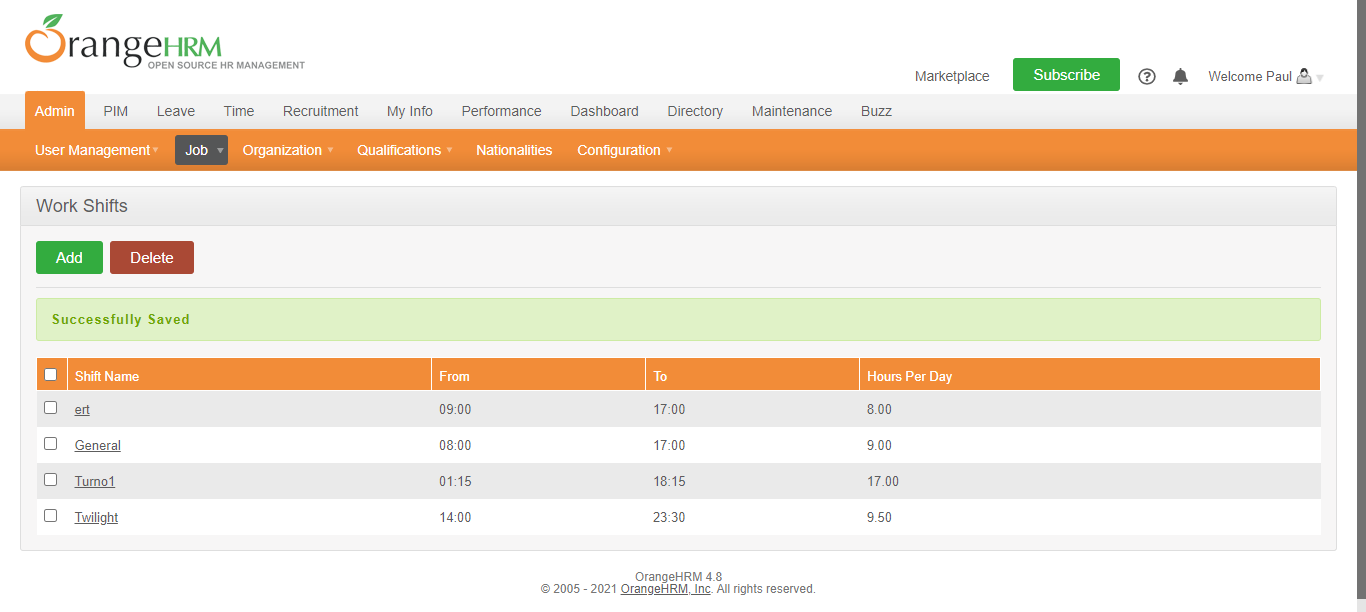 OrangeHRM
OPEN SOURCE HR MANAGEMENT
Marketplace Subscribe ? Welcome Paul
Admin PIM Leave Time Recruitment My Info Performance Dashboard Directory Maintenance Buzz
User Management Job Organization Qualifications Nationalities Configuration
Work Shifts
Add Delete
Successfully Saved
Shift Name From To Hours Per Day
ert 09:00 17:00 8.00
General 08:00 17:00 9.00
Turno1 01:15 18:15 17.00
Twilight 14:00 23:30 9.50
OrangeHRM 4.8
© 2005 - 2021 OrangeHRM, Inc. All rights reserved.